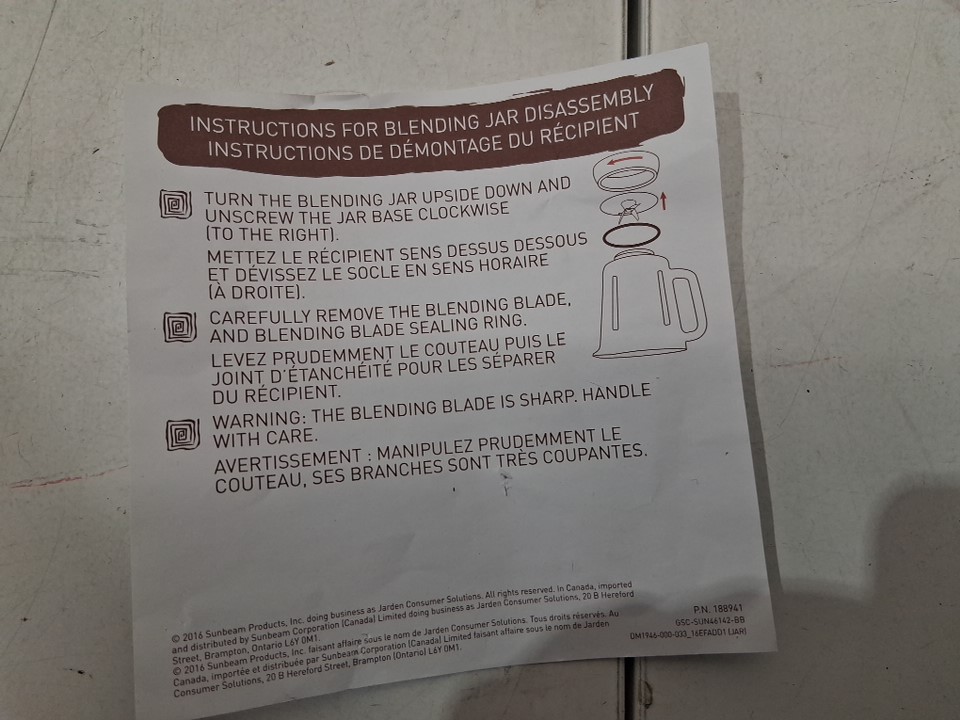 INSTRUCTIONS FOR BLENDING JAR DISASSEMBLY
INSTRUCTIONS DE DÉMONTAGE DU RÉCIPIENT
TURN THE BLENDING JAR UPSIDE DOWN AND
UNSCREW THE JAR BASE CLOCKWISE
(TO THE RIGHT).
METTEZ LE RÉCIPIENT SENS DESSUS DESSOUS
ET DÉVISSEZ LE SOCLE EN SENS HORAIRE
(À DROITE).
CAREFULLY REMOVE THE BLENDING BLADE,
AND BLENDING BLADE SEALING RING.
LEVEZ PRUDEMMENT LE COUTEAU PUIS LE
JOINT D'ÉTANCHÉITÉ POUR LES SÉPARER
DU RÉCIPIENT.
WARNING: THE BLENDING BLADE IS SHARP. HANDLE
WITH CARE.
AVERTISSEMENT : MANIPULEZ PRUDEMMENT LE
COUTEAU, SES BRANCHES SONT TRÈS COUPANTES.
© 2016 Sunbeam Products, Inc. doing business as Jarden Consumer Solutions. All rights reserved. In Canada, imported
and distributed by Sunbeam Corporation (Canada) Limited doing business as Jarden Consumer Solutions, 20 B Hereford
Street, Brampton, Ontario L6Y 0M1.
© 2016 Sunbeam Products, Inc. faisant affaire sous le nom de Jarden Consumer Solutions. Tous droits réservés. Au
Canada, importée et distribuée par Sunbeam Corporation (Canada) Limited faisant affaire sous le nom de Jarden
Consumer Solutions, 20 B Hereford Street, Brampton (Ontario) L6Y 0M1.
P.N. 188941
GSC-SUN46142-BB
DM1946-000-033_16EFADD1 (JAR)